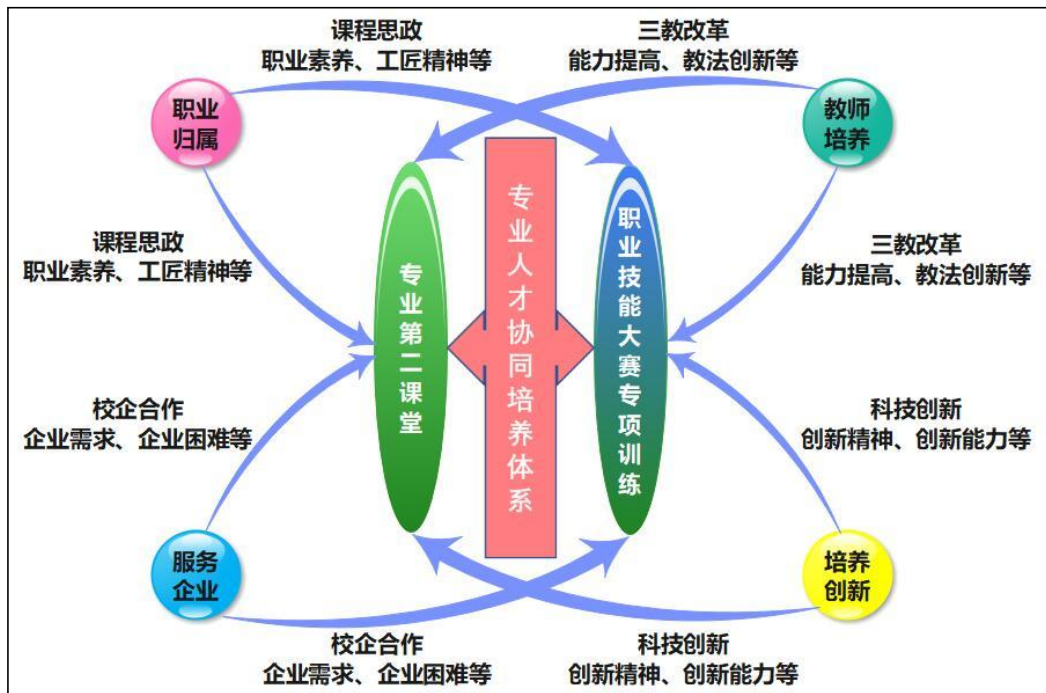 课程思政
职业素养、工匠精神等
三教改革
能力提高、教法创新等
职业
归属
教师
培养
课程思政
职业素养、工匠精神等
专业第二课堂
专业人才协同培养体系
职业技能大赛专项训练
三教改革
能力提高、教法创新等
校企合作
企业需求、企业困难等
科技创新
创新精神、创新能力等
服务
企业
培养
创新
校企合作
企业需求、企业困难等
科技创新
创新精神、创新能力等